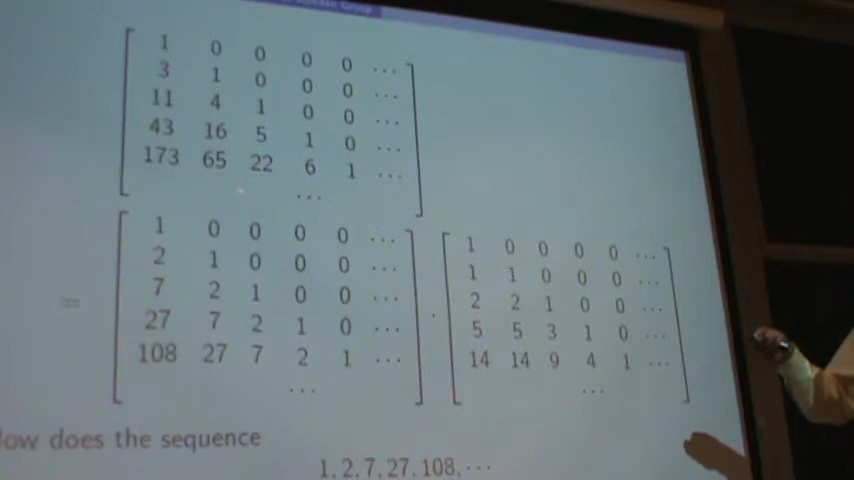 Group
1 0 0 0 0 ...
3 1 0 0 0 ...
11 4 1 0 0 ...
43 16 5 1 0 ...
173 65 22 6 1 ...
...
1 0 0 0 0 ...
2 1 0 0 0 ...
7 2 1 0 0 ...
27 7 2 1 0 ...
108 27 7 2 1 ...
...
=
·
1 0 0 0 0 ...
1 1 0 0 0 ...
2 2 1 0 0 ...
5 5 3 1 0 ...
14 14 9 4 1 ...
...
low does the sequence
1, 2, 7, 27, 108, ···